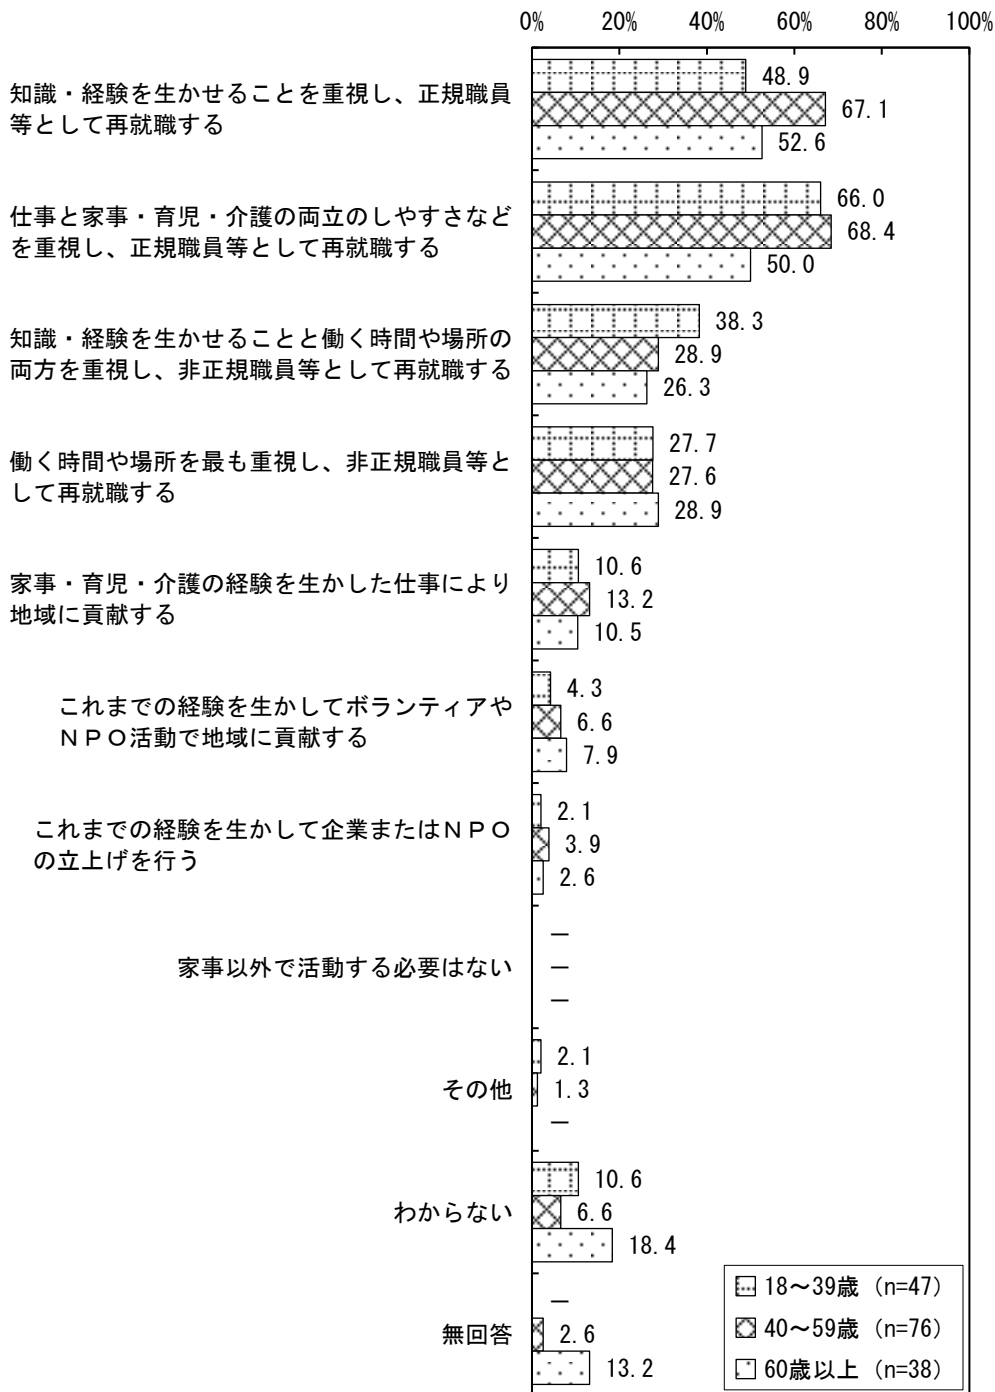 0% 20% 40% 60% 80% 100%
知識・経験を生かせることを重視し、正規職員
等として再就職する
48.9
67.1
52.6
仕事と家事・育児・介護の両立のしやすさなど
を重視し、正規職員等として再就職する
66.0
68.4
50.0
知識・経験を生かせることと働く時間や場所の
両方を重視し、非正規職員等として再就職する
38.3
28.9
26.3
働く時間や場所を最も重視し、非正規職員等と
して再就職する
27.7
27.6
28.9
家事・育児・介護の経験を生かした仕事により
地域に貢献する
10.6
13.2
10.5
これまでの経験を生かしてボランティアや
ＮＰＯ活動で地域に貢献する
4.3
6.6
7.9
これまでの経験を生かして企業またはＮＰＯ
の立上げを行う
2.1
3.9
2.6
家事以外で活動する必要はない
－
－
－
その他
2.1
1.3
－
わからない
10.6
6.6
18.4
無回答
－
2.6
13.2
18～39歳（n=47）
40～59歳（n=76）
60歳以上（n=38）